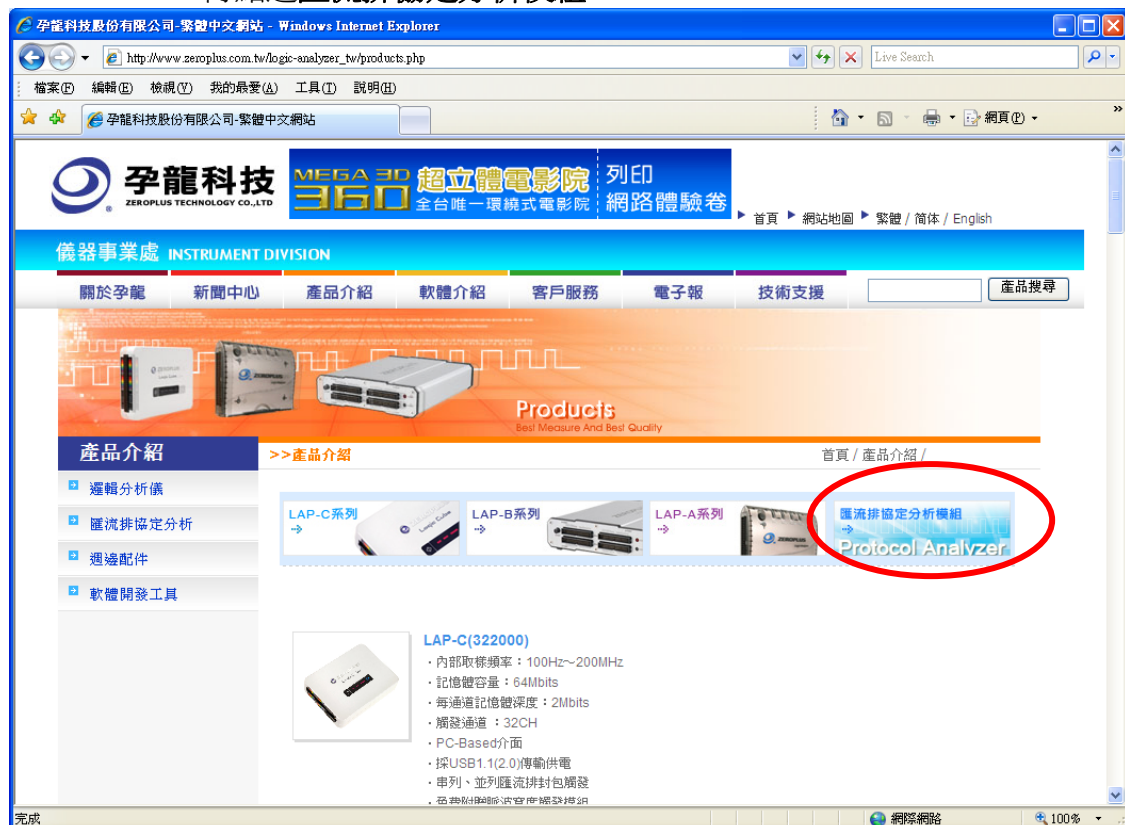 孕龍科技股份有限公司-繁體中文網站 - Windows Internet Explorer
http://www.zeroplus.com.tw/logic-analyzer_tw/products.php
Live Search
檔案(F) 編輯(E) 檢視(V) 我的最愛(A) 工具(T) 說明(H)
孕龍科技股份有限公司-繁體中文網站
網頁(P)
孕龍科技
ZEROPLUS TECHNOLOGY CO.,LTD
MEGA 3D
360
超立體電影院
全台唯一環繞式電影院
列印
網路體驗卷
首頁 網站地圖 繁體 / 简体 / English
儀器事業處 INSTRUMENT DIVISION
關於孕龍 新聞中心 產品介紹 軟體介紹 客戶服務 電子報 技術支援 產品搜尋
Products
Best Measure And Best Quality
產品介紹
>>產品介紹
首頁 / 產品介紹 /
邏輯分析儀
匯流排協定分析
週邊配件
軟體開發工具
LAP-C系列
LAP-B系列
LAP-A系列
匯流排協定分析模組
Protocol Analyzer
LAP-C(322000)
‧內部取樣頻率：100Hz～200MHz
‧記憶體容量：64Mbits
‧每通道記憶體深度：2Mbits
‧觸發通道 ：32CH
‧PC-Based介面
‧採USB1.1(2.0)傳輸供電
‧串列、並列匯流排封包觸發
完成
網際網路
100%